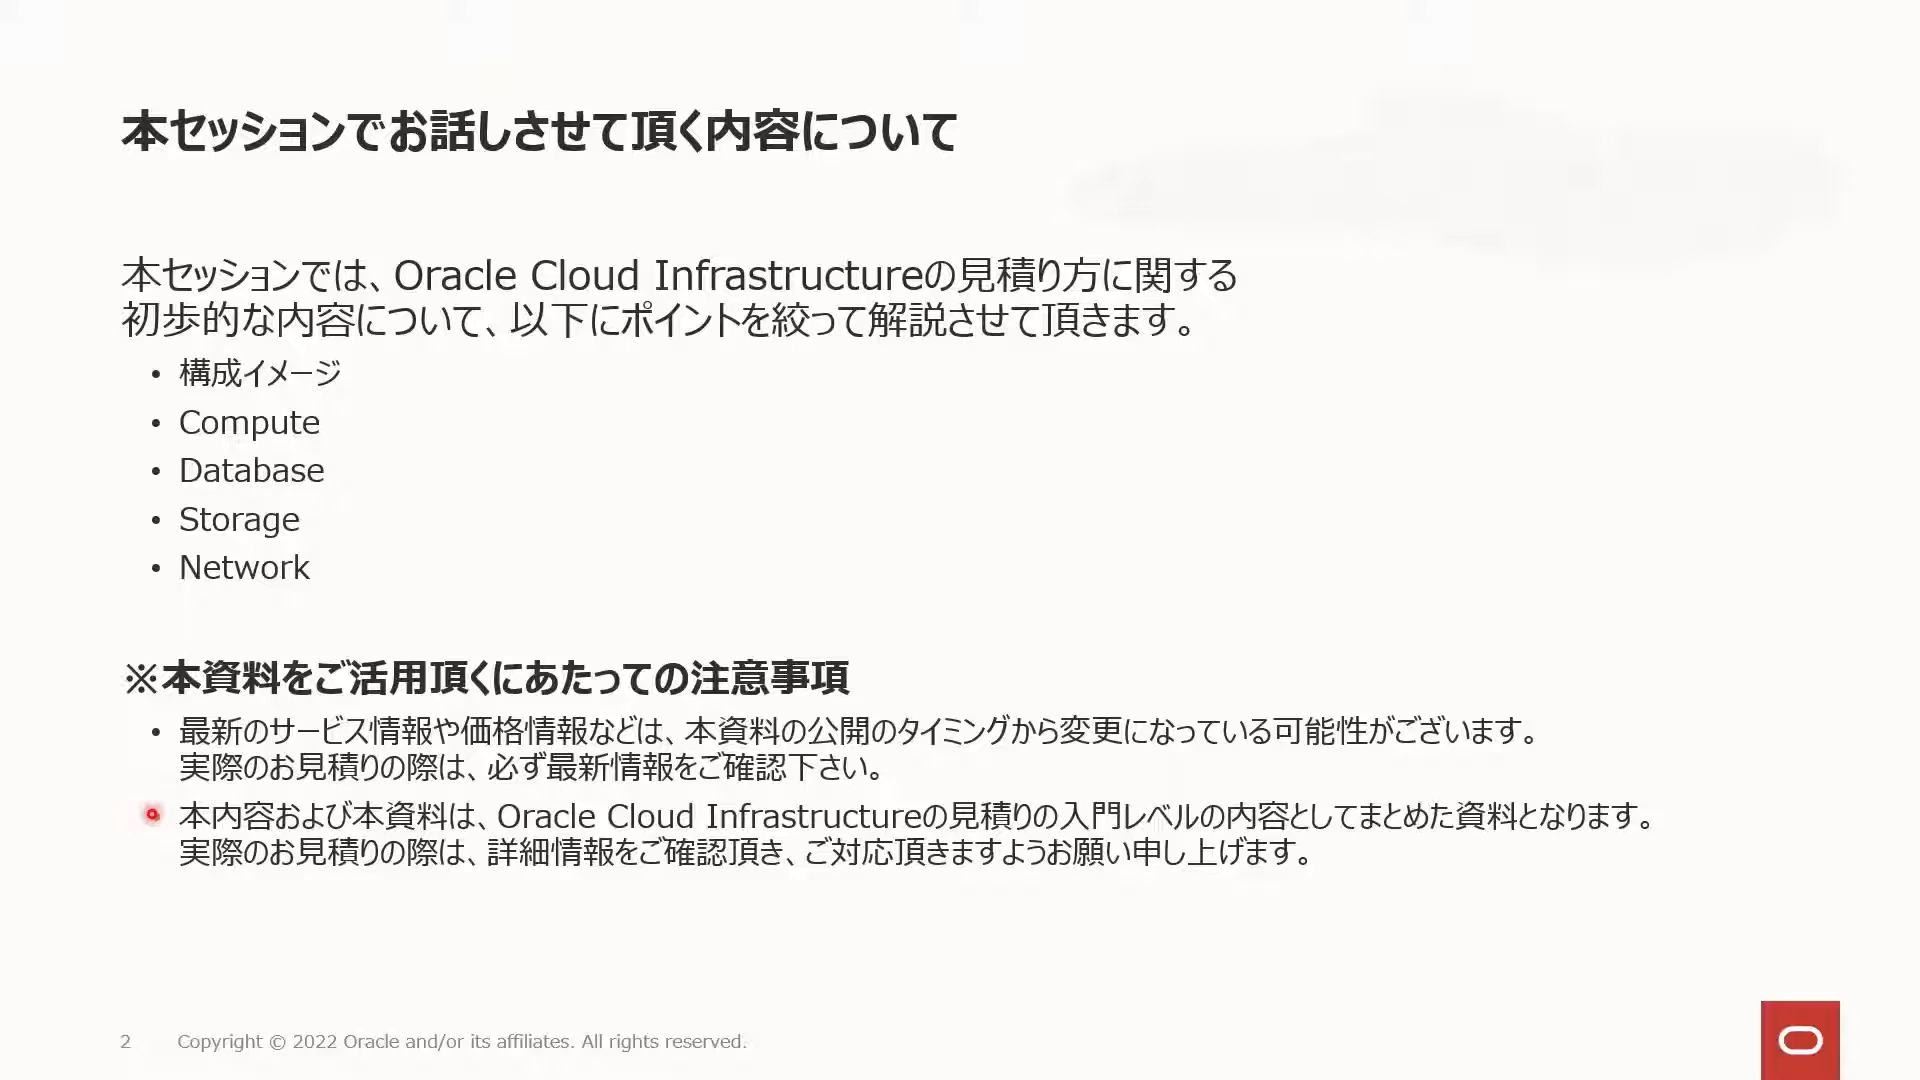 本セッションでお話しさせて頂く内容について
本セッションでは、Oracle Cloud Infrastructureの見積り方に関する
初歩的な内容について、以下にポイントを絞って解説させて頂きます。
• 構成イメージ
• Compute
• Database
• Storage
• Network
※本資料をご活用頂くにあたっての注意事項
• 最新のサービス情報や価格情報などは、本資料の公開のタイミングから変更になっている可能性がございます。
実際のお見積りの際は、必ず最新情報をご確認下さい。
• 本内容および本資料は、Oracle Cloud Infrastructureの見積りの入門レベルの内容としてまとめた資料となります。
実際のお見積りの際は、詳細情報をご確認頂き、ご対応頂きますようお願い申し上げます。
2 Copyright © 2022 Oracle and/or its affiliates. All rights reserved.